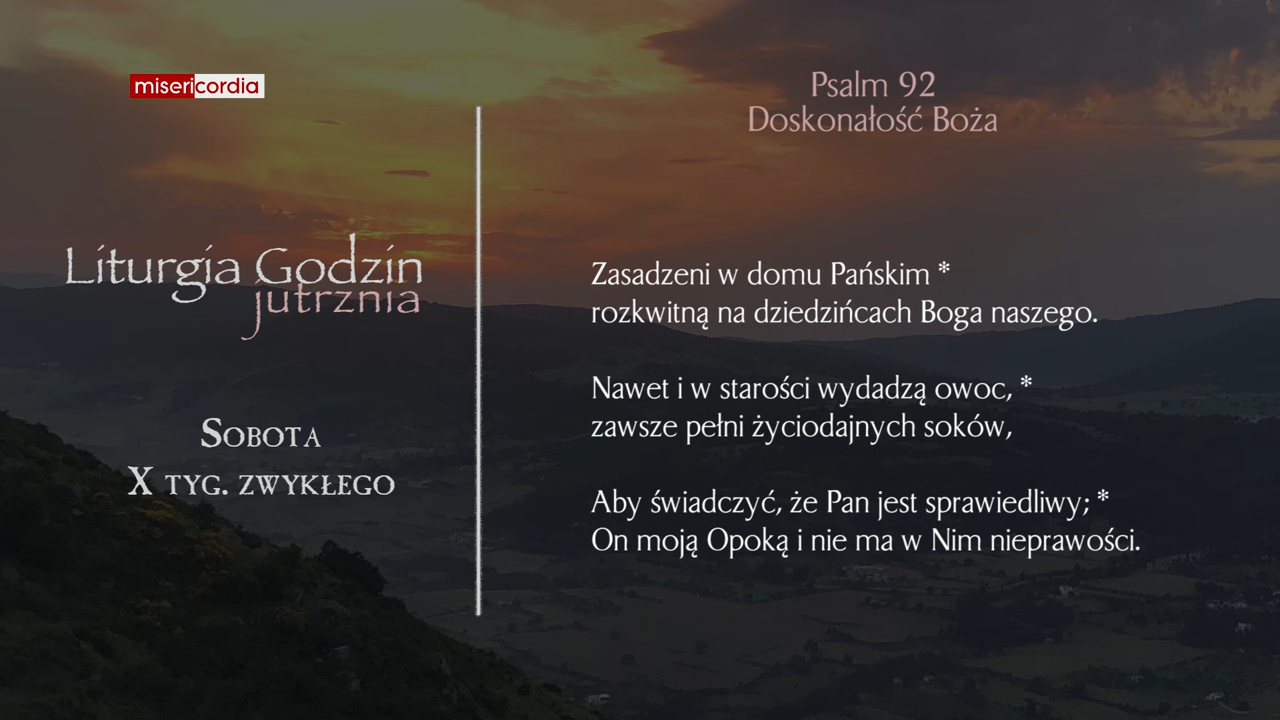 misericordia
Liturgia Godzin
jutrznia
Sobota
X tyg. zwykłego
Psalm 92
Doskonałość Boża
Zasadzeni w domu Pańskim *
rozkwitną na dziedzińcach Boga naszego.
Nawet i w starości wydadzą owoc, *
zawsze pełni życiodajnych soków,
Aby świadczyć, że Pan jest sprawiedliwy; *
On moją Opoką i nie ma w Nim nieprawości.